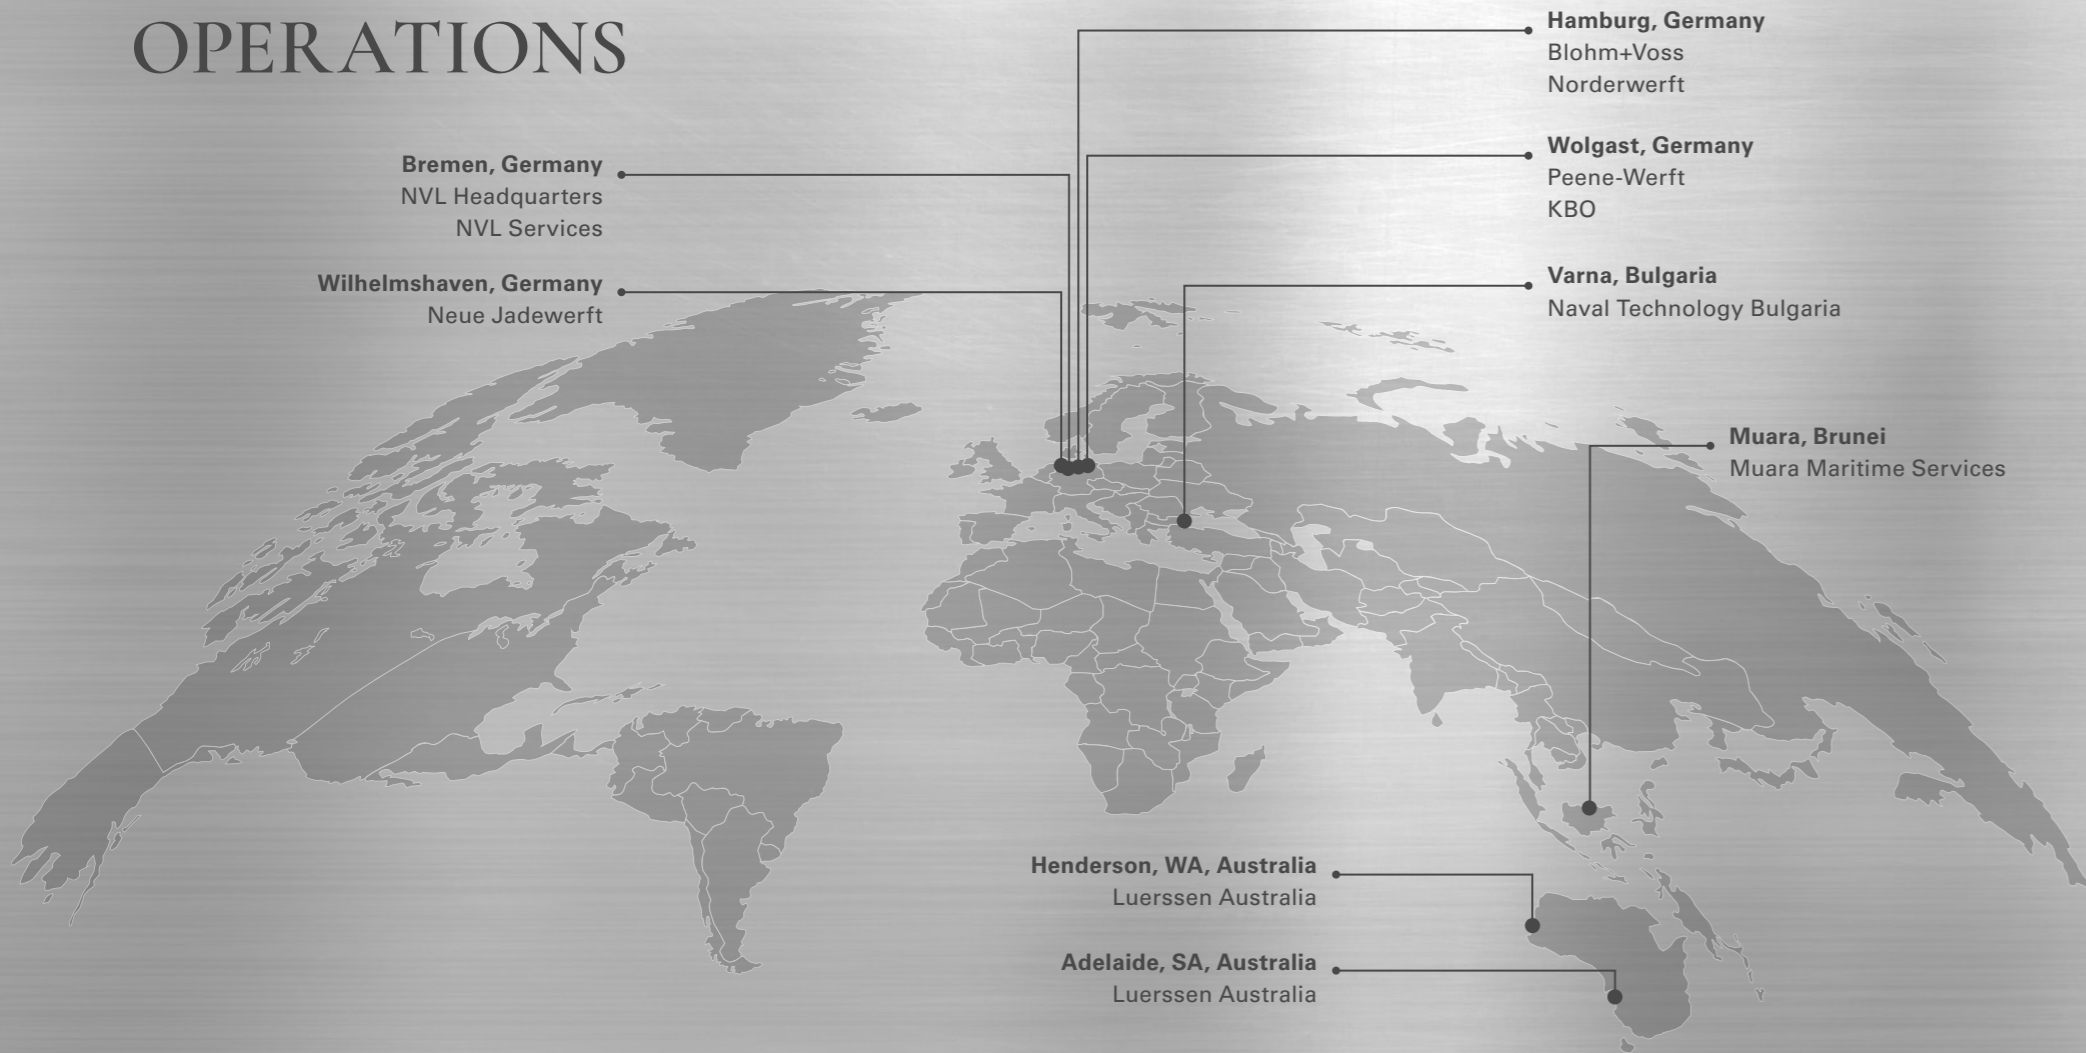 OPERATIONS
Bremen, Germany
NVL Headquarters
NVL Services
Wilhelmshaven, Germany
Neue Jadewerft
Hamburg, Germany
Blohm+Voss
Norderwerft
Wolgast, Germany
Peene-Werft
KBO
Varna, Bulgaria
Naval Technology Bulgaria
Muara, Brunei
Muara Maritime Services
Henderson, WA, Australia
Luerssen Australia
Adelaide, SA, Australia
Luerssen Australia